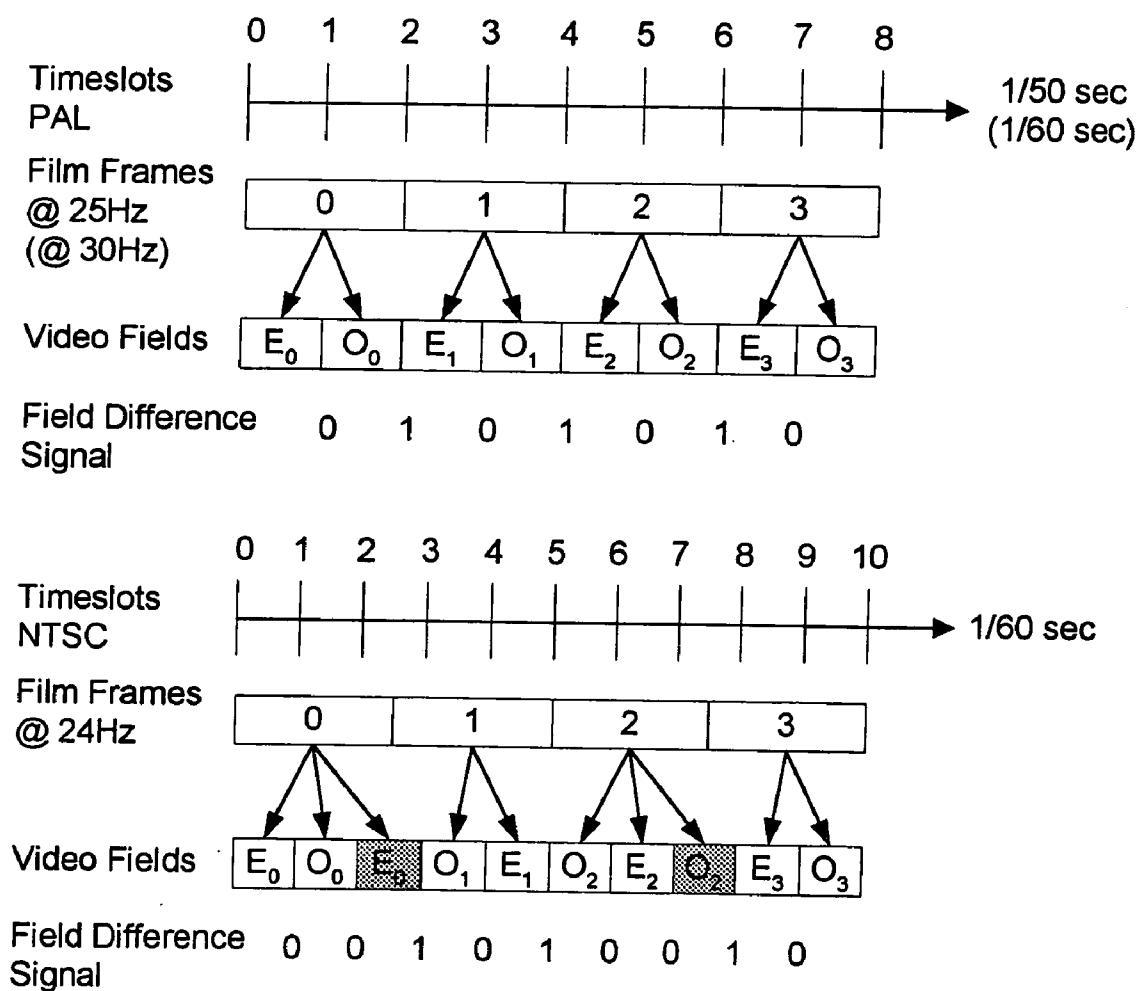 0 1 2 3 4 5 6 7 8
Timeslots
PAL
1/50 sec
(1/60 sec)
Film Frames
@ 25Hz
(@ 30Hz)
0 1 2 3
Video Fields
E0 O0 E1 O1 E2 O2 E3 O3
Field Difference
Signal
0 1 0 1 0 1 0
0 1 2 3 4 5 6 7 8 9 10
Timeslots
NTSC
1/60 sec
Film Frames
@ 24Hz
0 1 2 3
Video Fields
E0 O0 E0 O1 E1 O2 E2 O2 E3 O3
Field Difference
Signal
0 0 1 0 1 0 0 1 0